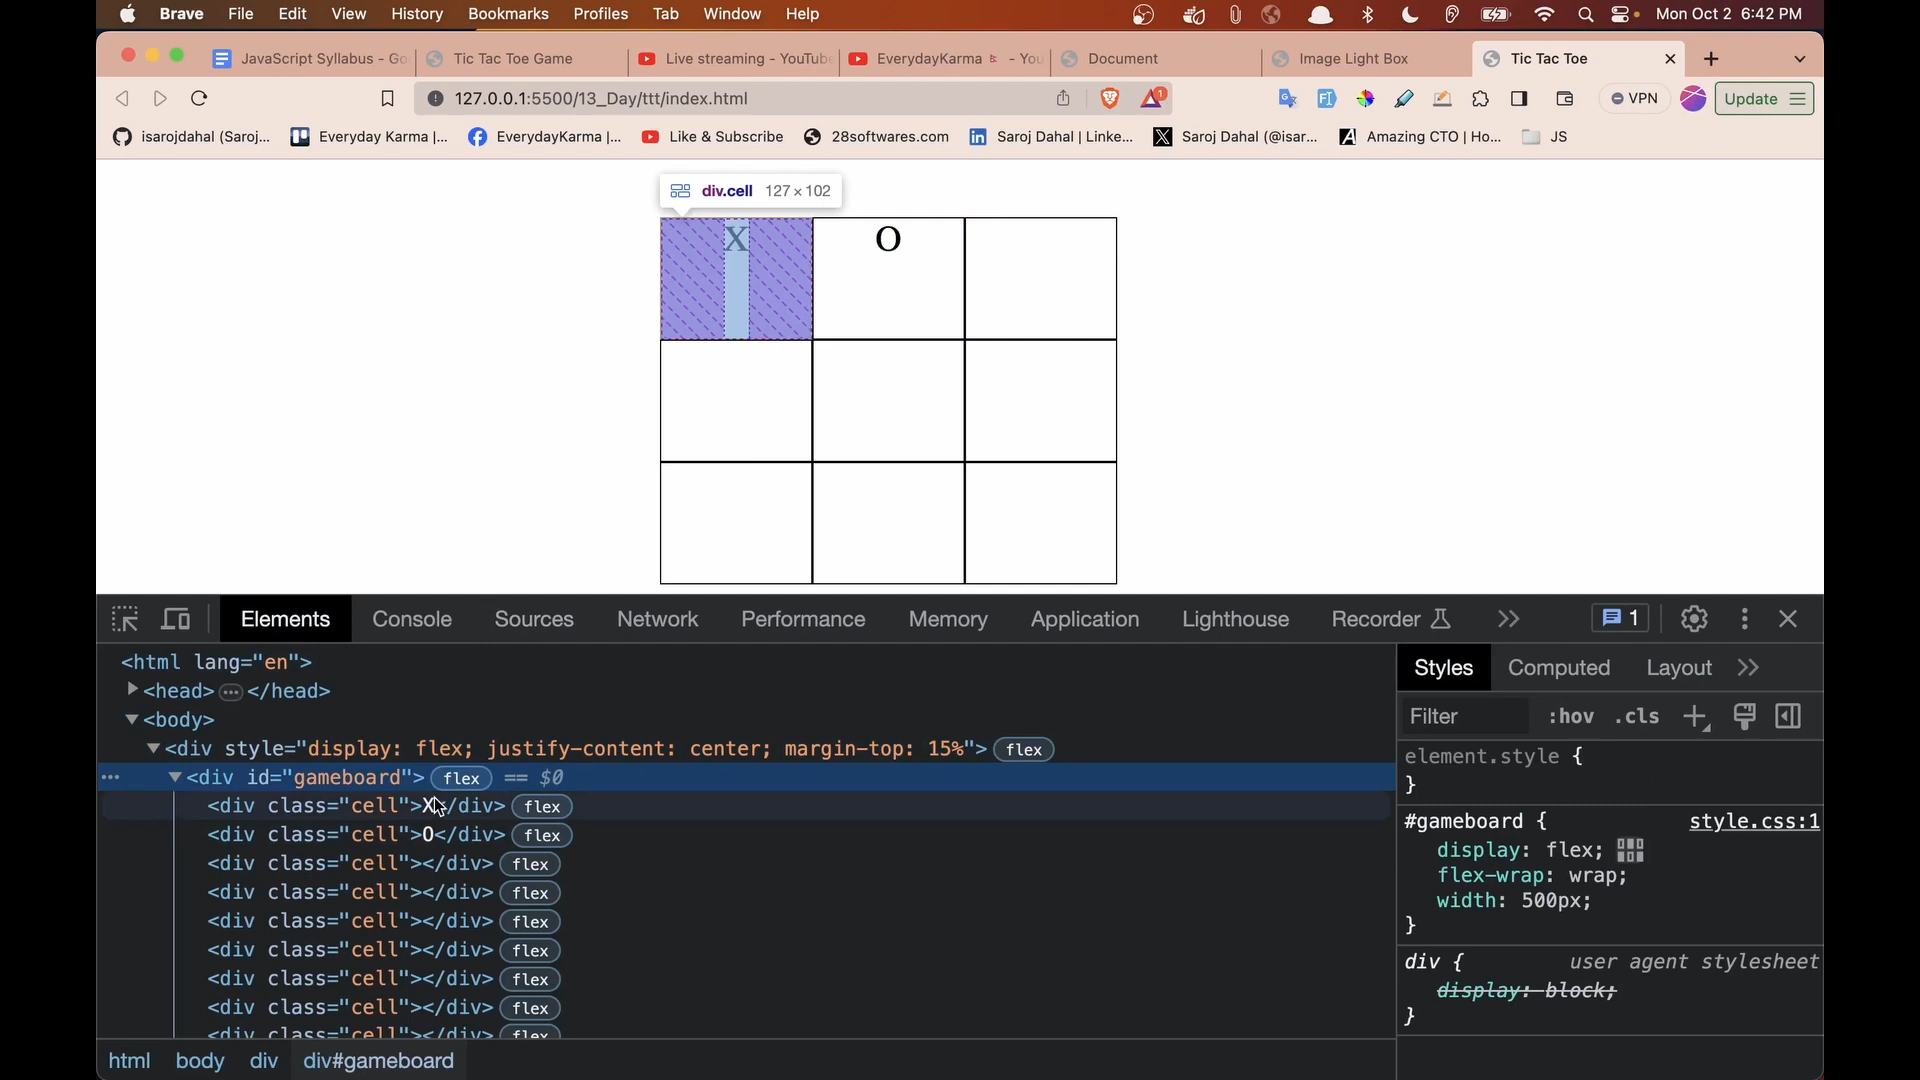 Brave File Edit View History Bookmarks Profiles Tab Window Help Mon Oct 2 6:42 PM
JavaScript Syllabus - Go Tic Tac Toe Game Live streaming - YouTube EverydayKarma - You Document Image Light Box Tic Tac Toe
127.0.0.1:5500/13_Day/ttt/index.html 1 VPN Update
isarojdahal (Saroj... Everyday Karma |... EverydayKarma |... Like & Subscribe 28softwares.com Saroj Dahal | Linke... Saroj Dahal (@isar... Amazing CTO | Ho... JS
div.cell 127 × 102
X O
Elements Console Sources Network Performance Memory Application Lighthouse Recorder 1
<html lang="en">
<head> ... </head>
<body>
<div style="display: flex; justify-content: center; margin-top: 15%"> flex
<div id="gameboard"> flex == $0
<div class="cell">X</div> flex
<div class="cell">O</div> flex
<div class="cell"></div> flex
<div class="cell"></div> flex
<div class="cell"></div> flex
<div class="cell"></div> flex
<div class="cell"></div> flex
<div class="cell"></div> flex
<div class="cell"></div> flex
html body div div#gameboard
Styles Computed Layout
Filter :hov .cls
element.style {
}
#gameboard { style.css:1
display: flex;
flex-wrap: wrap;
width: 500px;
}
div { user agent stylesheet
display: block;
}